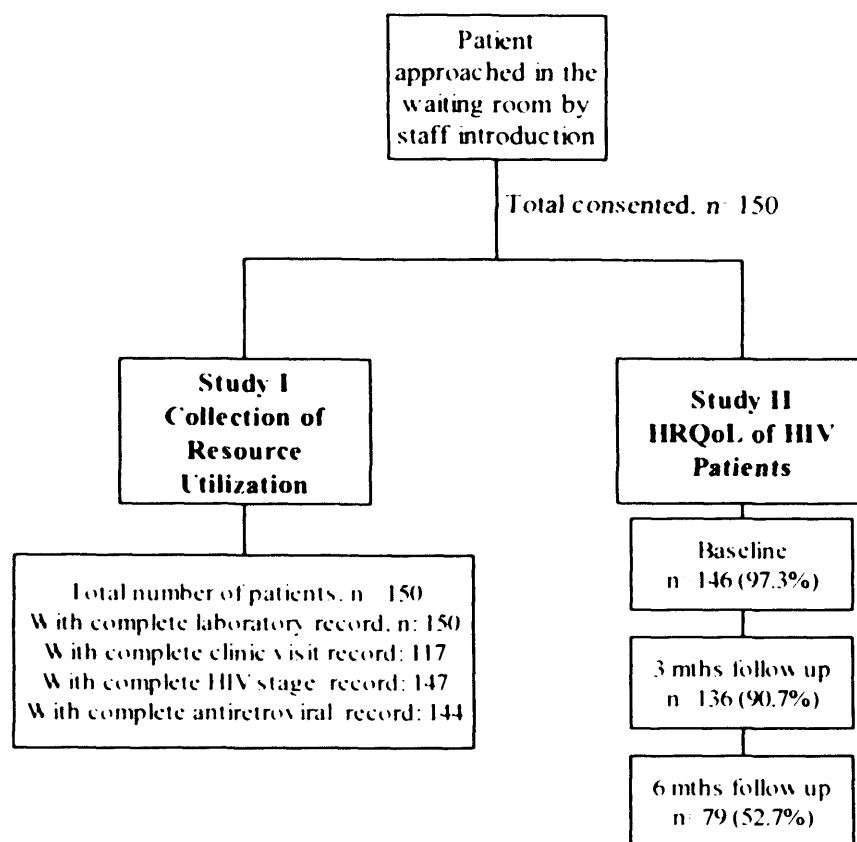 Patient
approached in the
waiting room by
staff introduction
Total consented, n: 150
Study I
Collection of
Resource
Utilization
Total number of patients, n 150
With complete laboratory record, n: 150
With complete clinic visit record: 117
With complete HIV stage record: 147
With complete antiretroviral record: 144
Study II
HRQoL of HIV
Patients
Baseline
n: 146 (97.3%)
3 mths follow up
n 136 (90.7%)
6 mths follow up
n: 79 (52.7%)